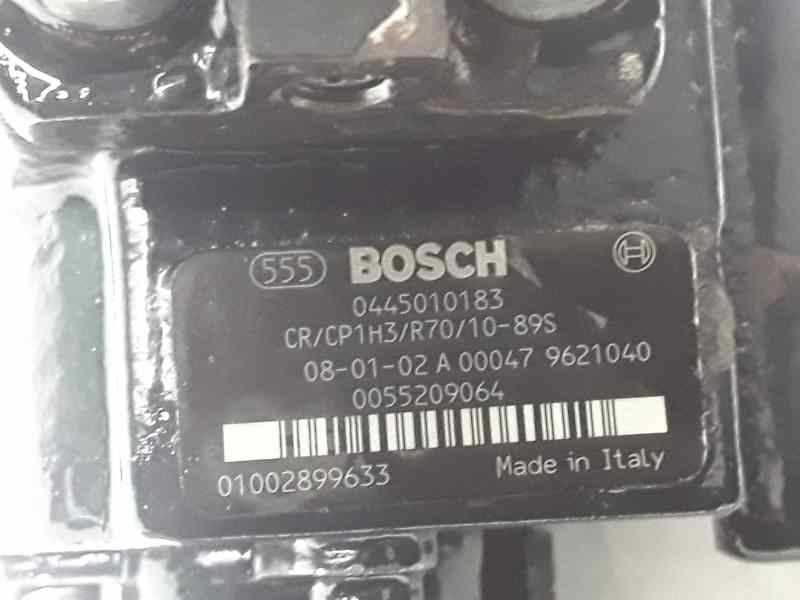 555 BOSCH
0445010183
CR/CP1H3/R70/10-89S
08-01-02 A 00047 9621040
0055209064
01002899633
Made in Italy